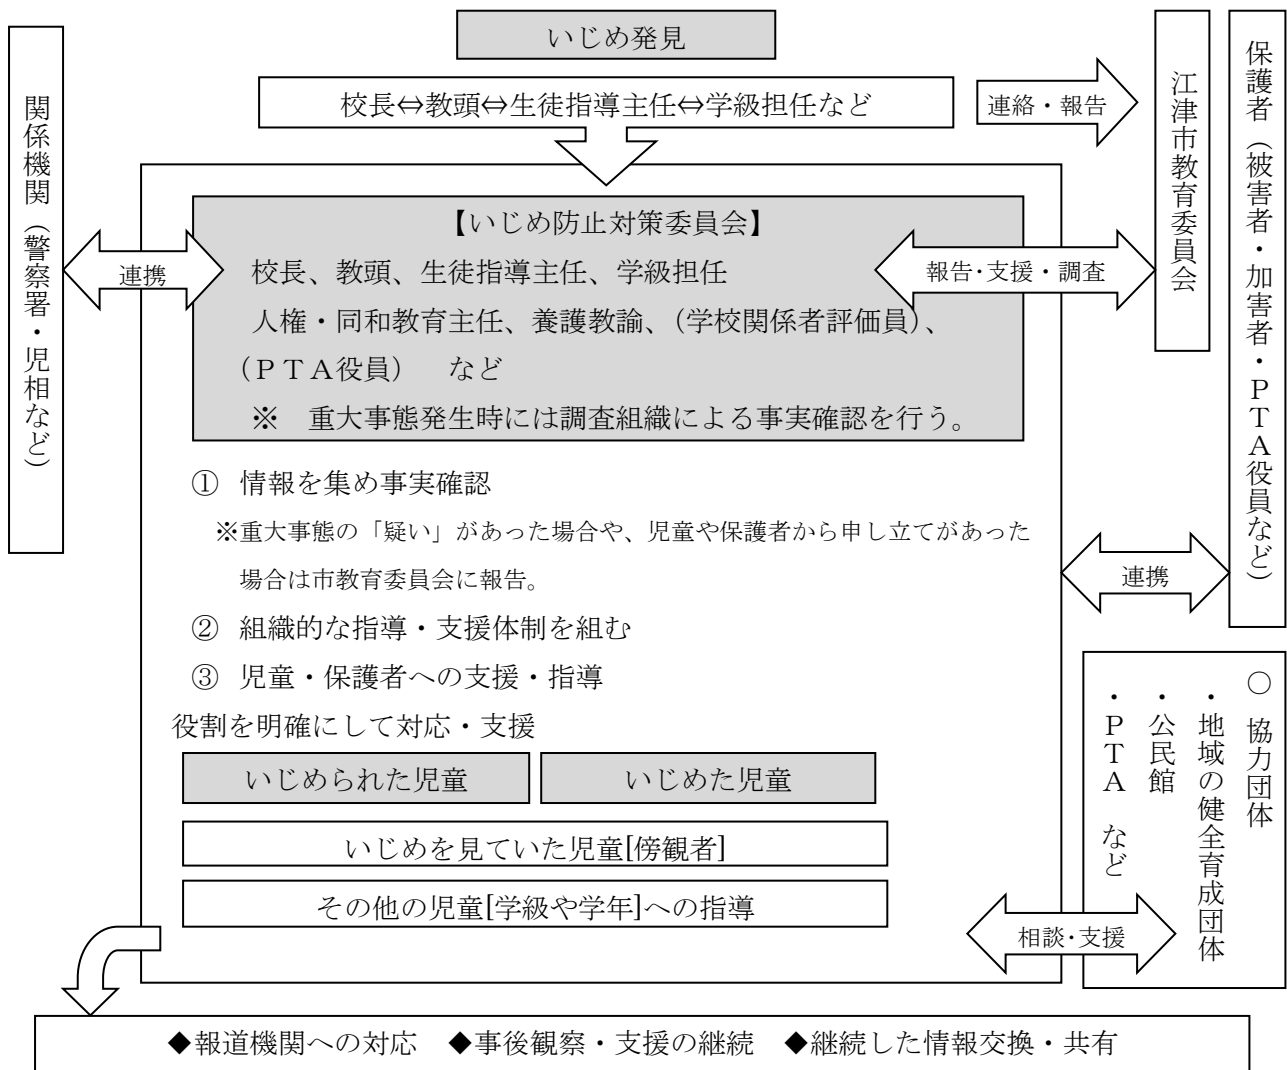 いじめ発見
校長⇔教頭⇔生徒指導主任⇔学級担任など
連絡・報告
江津市教育委員会
保護者（被害者・加害者・ＰＴＡ役員など）
関係機関（警察署・児相など）
【いじめ防止対策委員会】
校長、教頭、生徒指導主任、学級担任
人権・同和教育主任、養護教諭、（学校関係者評価員）、
（ＰＴＡ役員）　など
※　重大事態発生時には調査組織による事実確認を行う。
連携
報告・支援・調査
①　情報を集め事実確認
※重大事態の「疑い」があった場合や、児童や保護者から申し立てがあった
場合は市教育委員会に報告。
連携
②　組織的な指導・支援体制を組む
③　児童・保護者への支援・指導
役割を明確にして対応・支援
いじめられた児童
いじめた児童
いじめを見ていた児童[傍観者]
その他の児童[学級や学年]への指導
○　協力団体
・地域の健全育成団体
・公民館
・ＰＴＡ　など
相談・支援
◆報道機関への対応　◆事後観察・支援の継続　◆継続した情報交換・共有